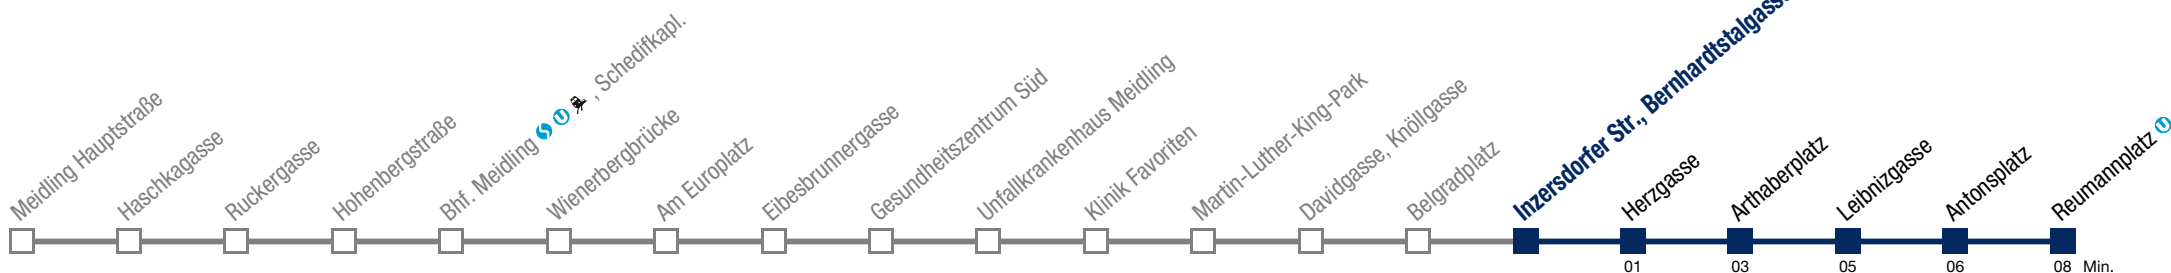 Meidling Hauptstraße
Haschkagasse
Ruckergasse
Hohenbergstraße
Bhf. Meidling S U , Schedifkapl.
Wienerbergbrücke
Am Europlatz
Eibesbrunnergasse
Gesundheitszentrum Süd
Unfallkrankenhaus Meidling
Klinik Favoriten
Martin-Luther-King-Park
Davidgasse, Knöllgasse
Belgradplatz
Inzersdorfer Str., Bernhardtstalgasse
Herzgasse
Arthaberplatz
Leibnizgasse
Antonsplatz
Reumannplatz U
01 03 05 06 08 Min.